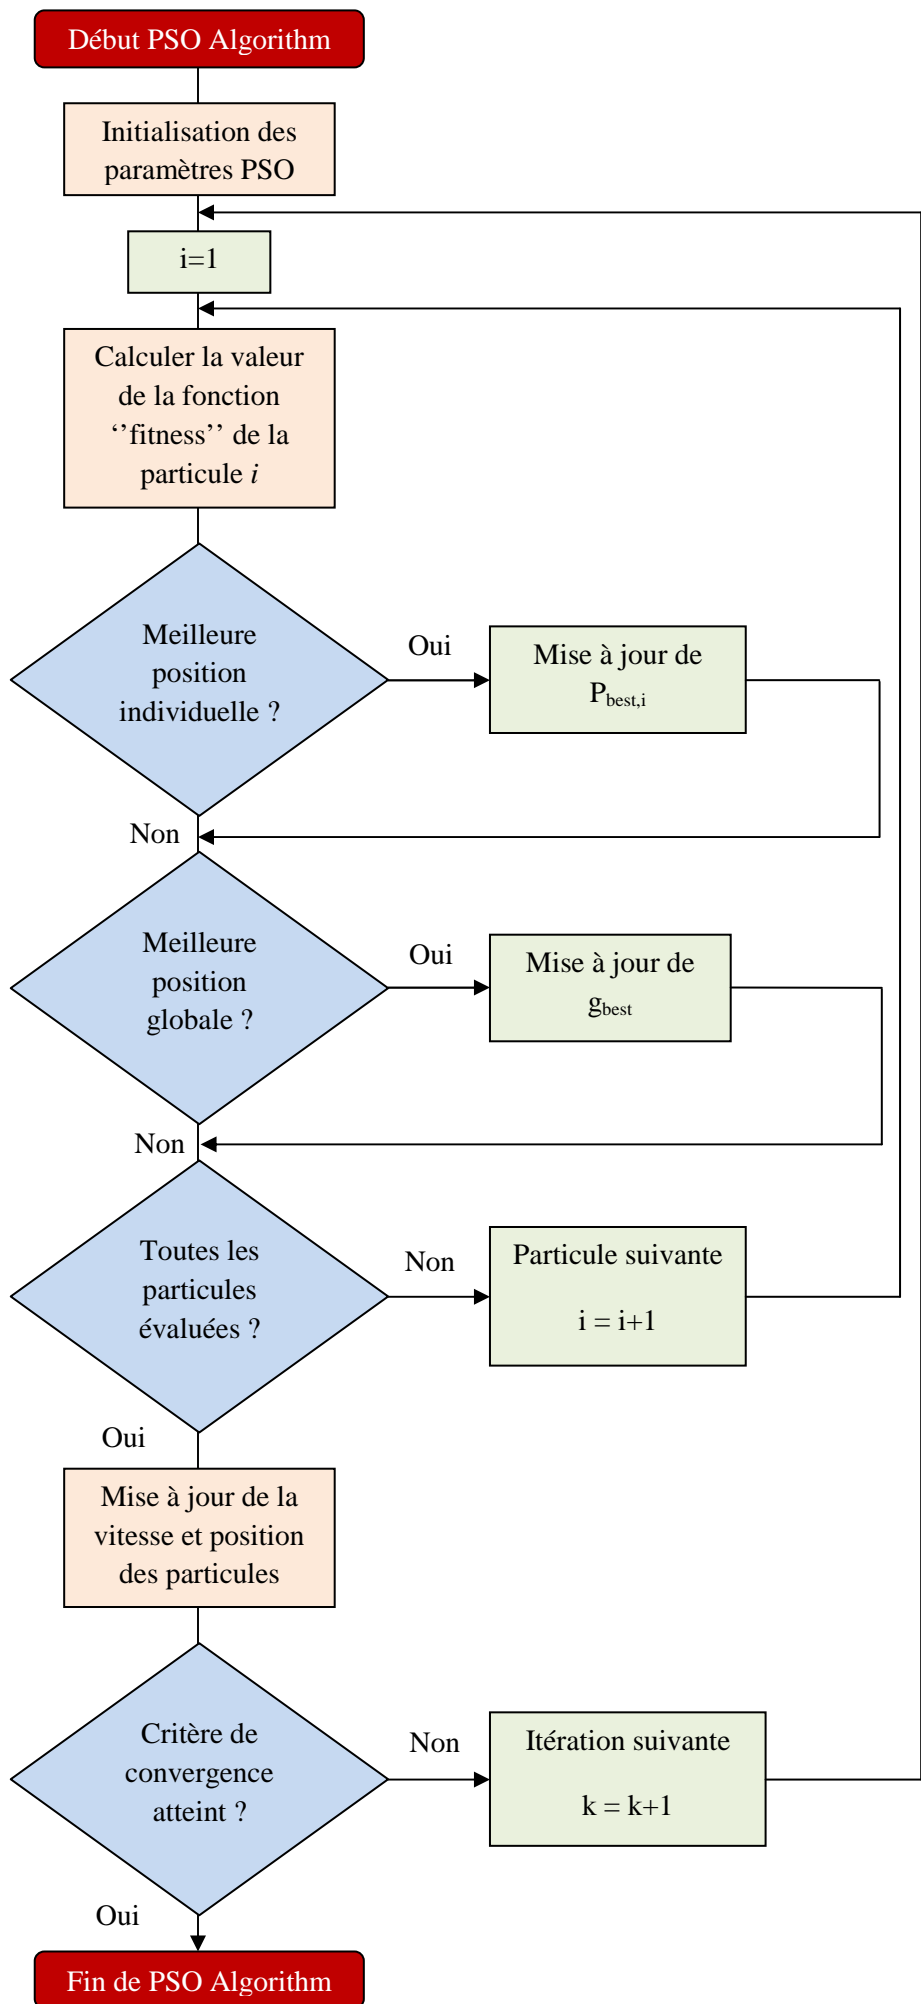 Début PSO Algorithm
Initialisation des
paramètres PSO
i=1
Calculer la valeur
de la fonction
‘’fitness’’ de la
particule i
Meilleure
position
individuelle ?
Oui
Mise à jour de
Pbest,i
Non
Meilleure
position
globale ?
Oui
Mise à jour de
gbest
Non
Toutes les
particules
évaluées ?
Non
Particule suivante
i = i+1
Oui
Mise à jour de la
vitesse et position
des particules
Critère de
convergence
atteint ?
Non
Itération suivante
k = k+1
Oui
Fin de PSO Algorithm